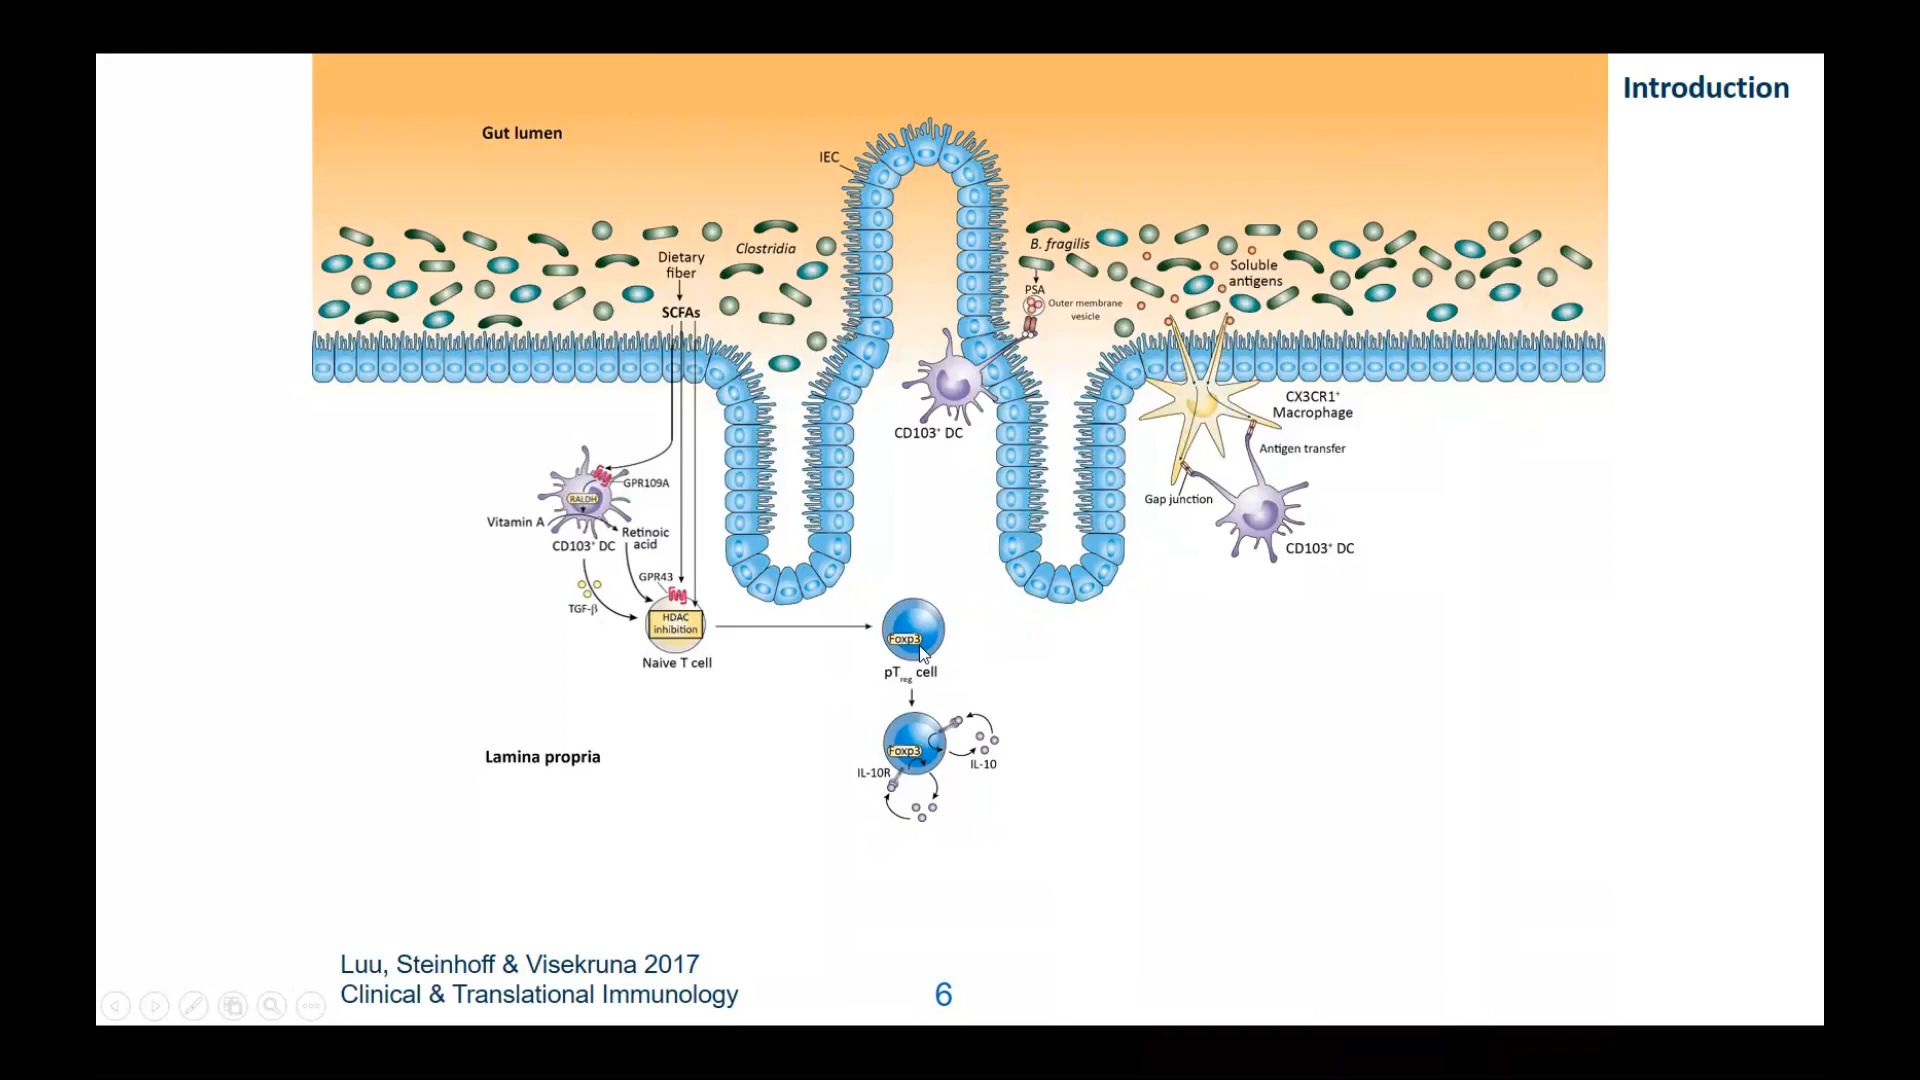 Introduction
Gut lumen
IEC
Clostridia
Dietary
fiber
SCFAs
B. fragilis
PSA
Outer membrane
vesicle
Soluble
antigens
CX3CR1⁺
Macrophage
CD103⁺ DC
Antigen transfer
Gap junction
CD103⁺ DC
GPR109A
RALDH
Vitamin A
Retinoic
acid
CD103⁺ DC
GPR43
TGF-β
HDAC
inhibition
Naive T cell
Foxp3
pTreg cell
Foxp3
IL-10R
IL-10
Lamina propria
Luu, Steinhoff & Visekruna 2017
Clinical & Translational Immunology
6